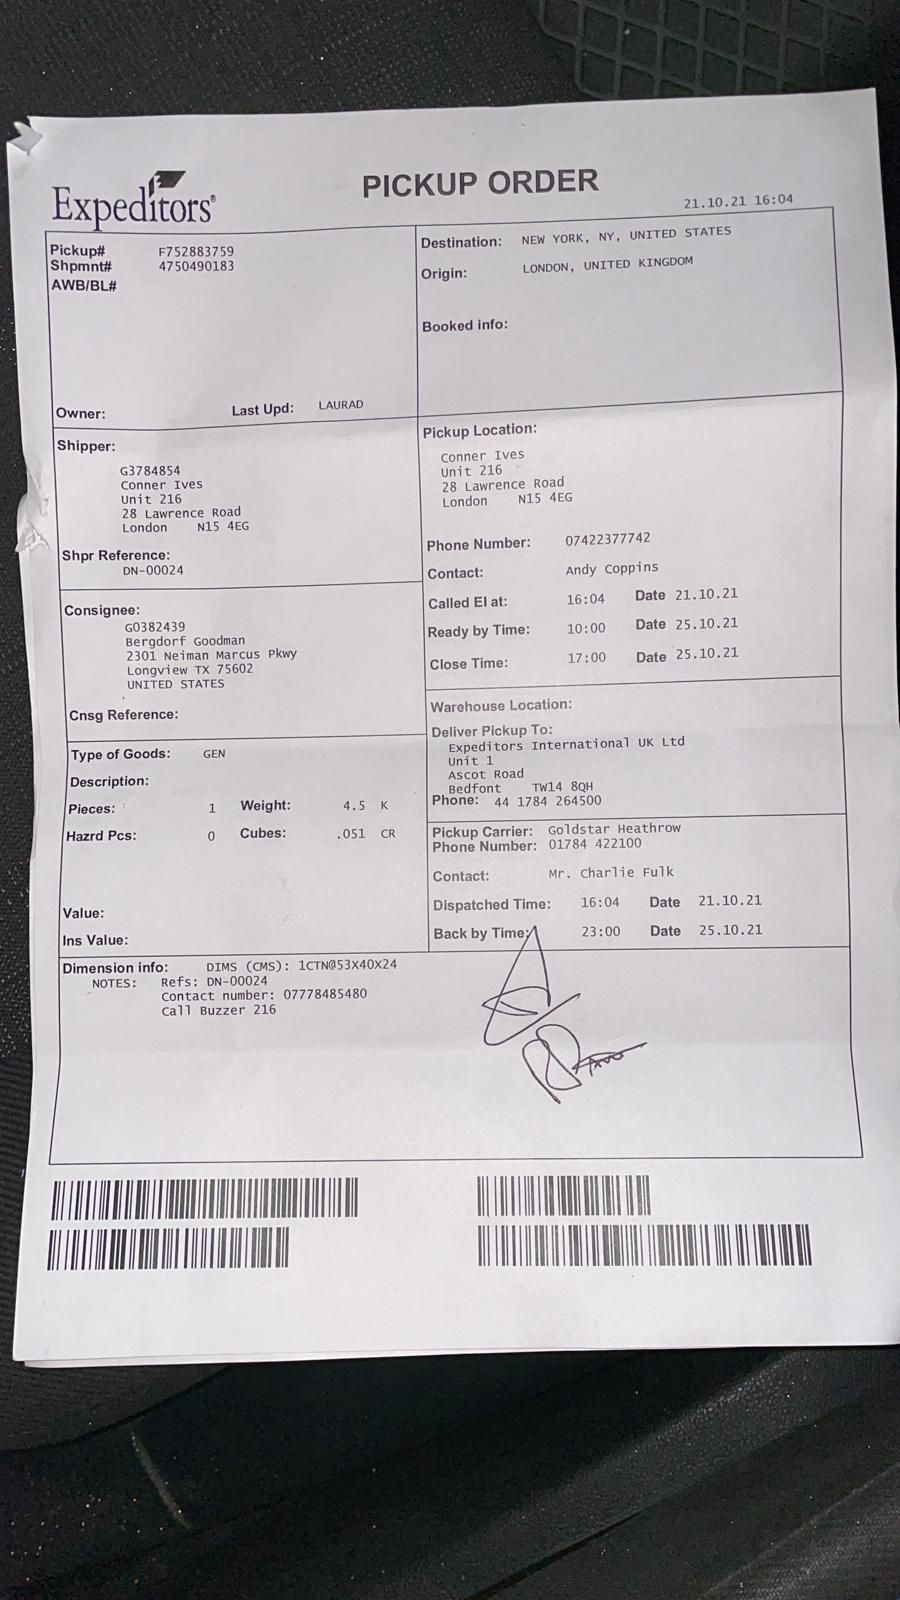 Expeditors®
PICKUP ORDER
21.10.21 16:04
Pickup# F752883759
Shpmnt# 4750490183
AWB/BL#
Owner: Last Upd: LAURAD
Destination: NEW YORK, NY, UNITED STATES
Origin: LONDON, UNITED KINGDOM
Booked info:
Shipper:
G3784854
Conner Ives
Unit 216
28 Lawrence Road
London N15 4EG
Shpr Reference:
DN-00024
Consignee:
G0382439
Bergdorf Goodman
2301 Neiman Marcus Pkwy
Longview TX 75602
UNITED STATES
Cnsg Reference:
Type of Goods: GEN
Description:
Pieces: 1 Weight: 4.5 K
Hazrd Pcs: 0 Cubes: .051 CR
Value:
Ins Value:
Pickup Location:
Conner Ives
Unit 216
28 Lawrence Road
London N15 4EG
Phone Number: 07422377742
Contact: Andy Coppins
Called EI at: 16:04 Date 21.10.21
Ready by Time: 10:00 Date 25.10.21
Close Time: 17:00 Date 25.10.21
Warehouse Location:
Deliver Pickup To:
Expeditors International UK Ltd
Unit 1
Ascot Road
Bedfont TW14 8QH
Phone: 44 1784 264500
Pickup Carrier: Goldstar Heathrow
Phone Number: 01784 422100
Contact: Mr. Charlie Fulk
Dispatched Time: 16:04 Date 21.10.21
Back by Time: 23:00 Date 25.10.21
Dimension info: DIMS (CMS): 1CTN@53X40X24
NOTES: Refs: DN-00024
Contact number: 07778485480
Call Buzzer 216